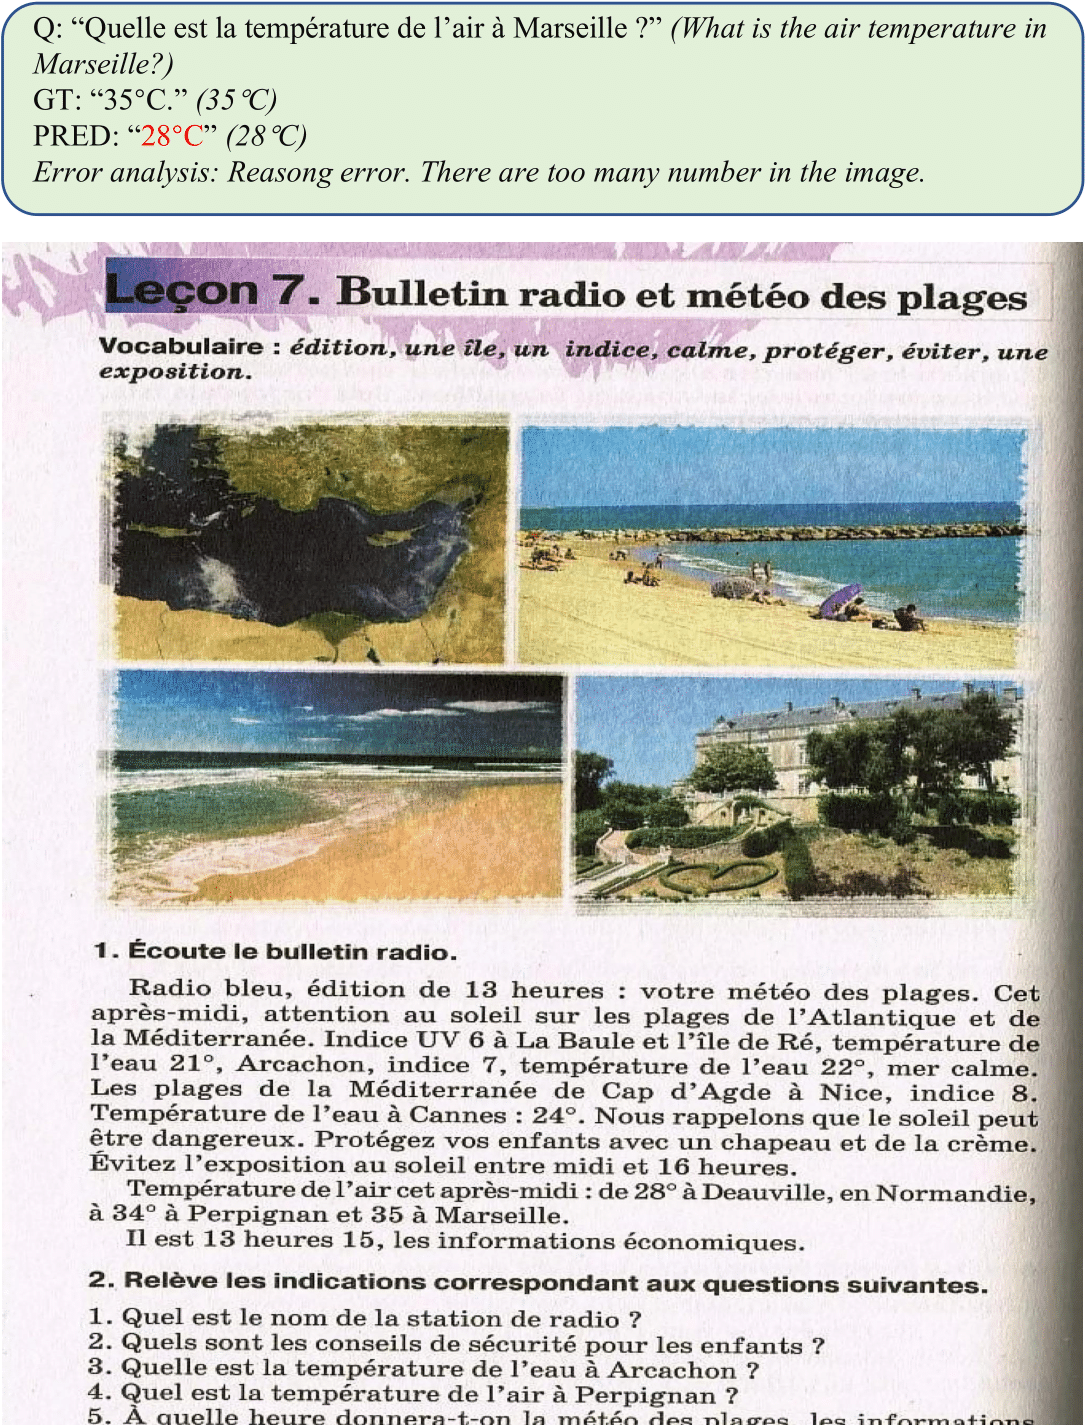 Q: “Quelle est la température de l’air à Marseille ?” (What is the air temperature in
Marseille?)
GT: “35°C.” (35℃)
PRED: “28°C” (28℃)
Error analysis: Reasong error. There are too many number in the image.
Leçon 7. Bulletin radio et météo des plages
Vocabulaire : édition, une île, un indice, calme, protéger, éviter, une
exposition.
1. Écoute le bulletin radio.
Radio bleu, édition de 13 heures : votre météo des plages. Cet
après-midi, attention au soleil sur les plages de l’Atlantique et de
la Méditerranée. Indice UV 6 à La Baule et l’île de Ré, température de
l’eau 21°, Arcachon, indice 7, température de l’eau 22°, mer calme.
Les plages de la Méditerranée de Cap d’Agde à Nice, indice 8.
Température de l’eau à Cannes : 24°. Nous rappelons que le soleil peut
être dangereux. Protégez vos enfants avec un chapeau et de la crème.
Évitez l’exposition au soleil entre midi et 16 heures.
Température de l’air cet après-midi : de 28° à Deauville, en Normandie,
à 34° à Perpignan et 35 à Marseille.
Il est 13 heures 15, les informations économiques.
2. Relève les indications correspondant aux questions suivantes.
1. Quel est le nom de la station de radio ?
2. Quels sont les conseils de sécurité pour les enfants ?
3. Quelle est la température de l’eau à Arcachon ?
4. Quel est la température de l’air à Perpignan ?
5. À quelle heure donnera-t-on la météo des plages, les informations